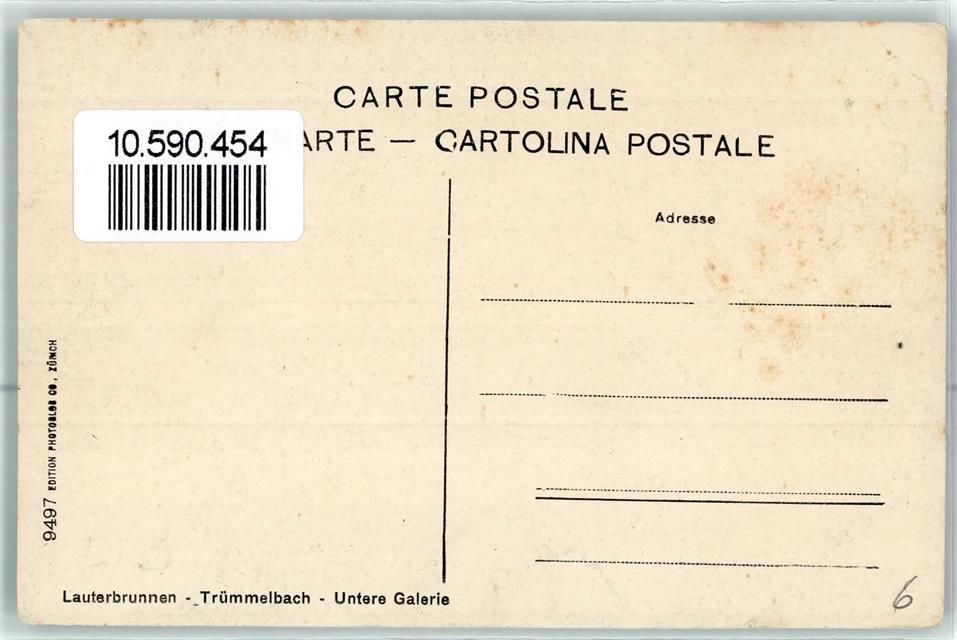 CARTE POSTALE
10.590.454
ARTE — CARTOLINA POSTALE
Adresse
9497 EDITION PHOTOGLOB CO., ZÜRICH
Lauterbrunnen - Trümmelbach - Untere Galerie
6